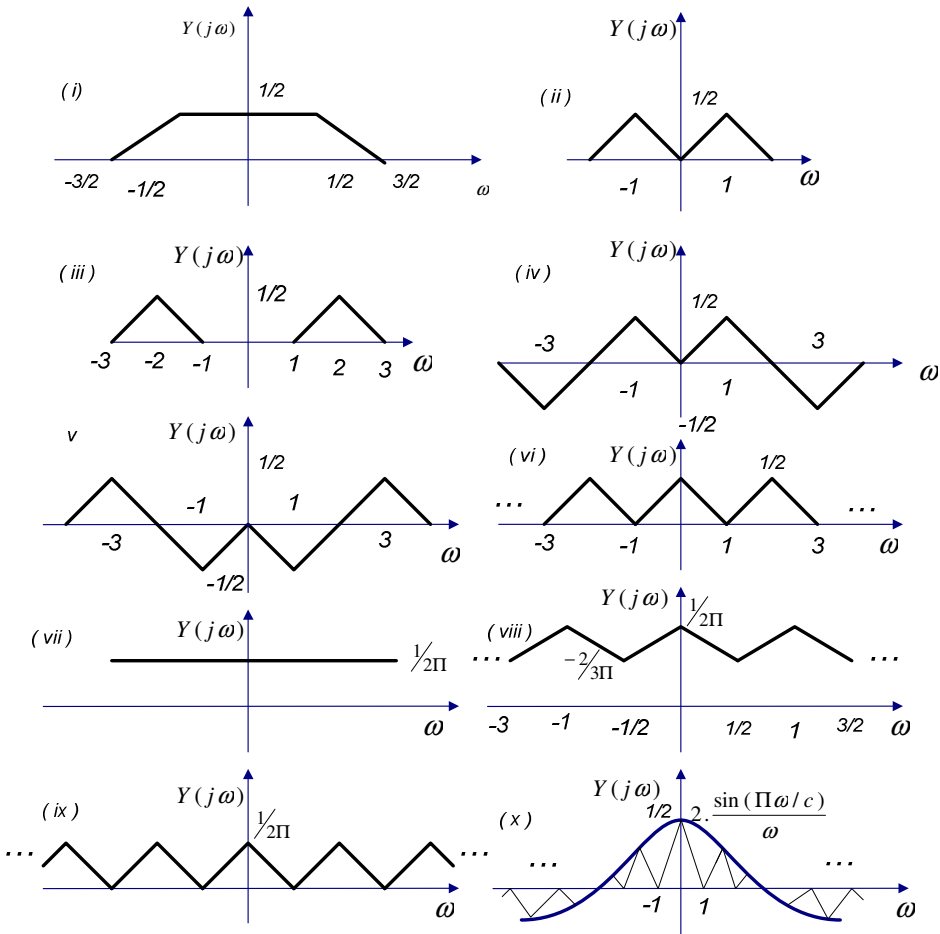 Y(jω)
(i)
1/2
-3/2 -1/2 1/2 3/2 ω
Y(jω)
(ii)
1/2
-1 1 ω
Y(jω)
(iii)
1/2
-3 -2 -1 1 2 3 ω
Y(jω)
(iv)
1/2
-3 3
-1 1 ω
-1/2
v
Y(jω)
1/2
-1 1
-3 3 ω
-1/2
(vi) Y(jω) 1/2
... ...
-3 -1 1 3 ω
(vii) Y(jω)
1/2Π
ω
Y(jω) 1/2Π
(viii)
... -2/3Π ...
-3 -1 -1/2 1/2 1 3/2 ω
Y(jω)
(ix) 1/2Π
... ...
ω
Y(jω)
(x) 1/2 2. sin(Πω/c)/ω
... ...
-1 1 ω